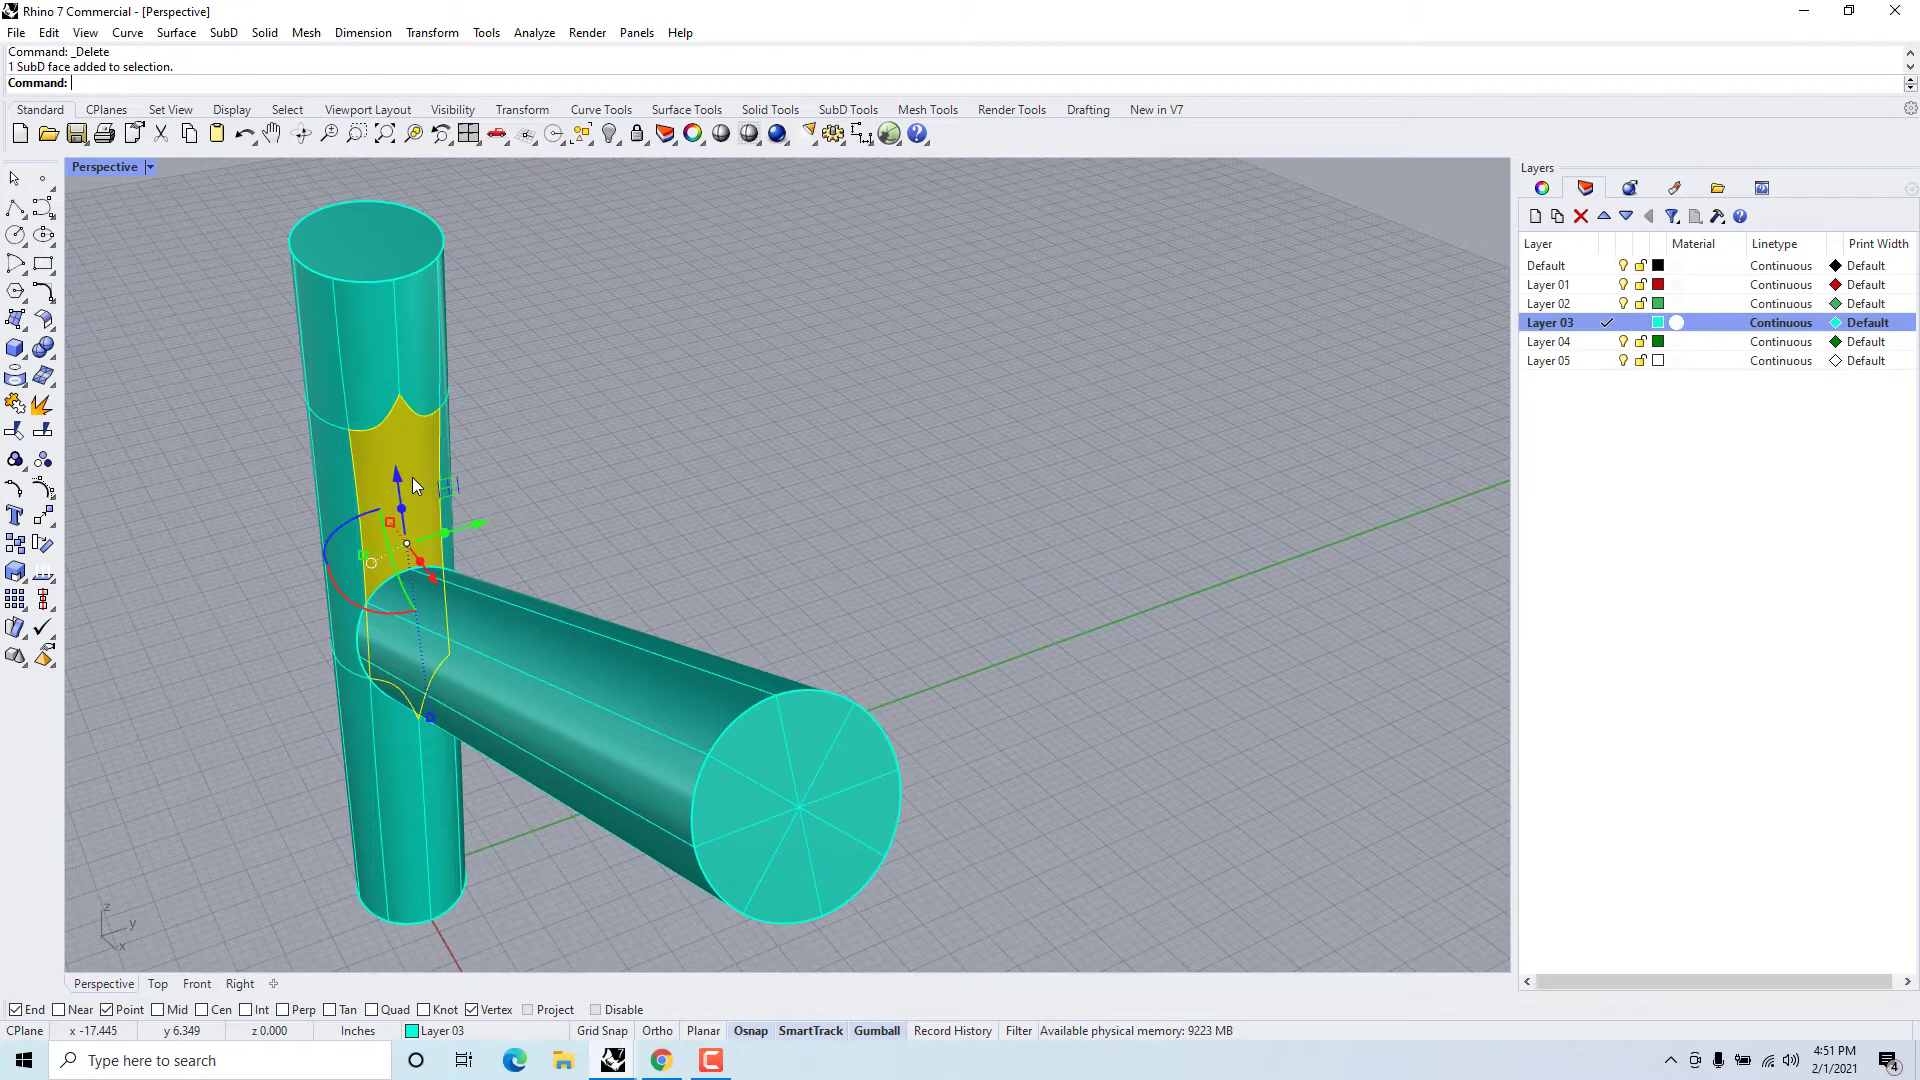 Rhino 7 Commercial - [Perspective]
File Edit View Curve Surface SubD Solid Mesh Dimension Transform Tools Analyze Render Panels Help
Command: _Delete
1 SubD face added to selection.
Command:
Standard CPlanes Set View Display Select Viewport Layout Visibility Transform Curve Tools Surface Tools Solid Tools SubD Tools Mesh Tools Render Tools Drafting New in V7
Perspective
Layers
Layer Material Linetype Print Width
Default Continuous Default
Layer 01 Continuous Default
Layer 02 Continuous Default
Layer 03 Continuous Default
Layer 04 Continuous Default
Layer 05 Continuous Default
z
y
x
Perspective Top Front Right
End Near Point Mid Cen Int Perp Tan Quad Knot Vertex Project Disable
CPlane x -17.445 y 6.349 z 0.000 Inches Layer 03 Grid Snap Ortho Planar Osnap SmartTrack Gumball Record History Filter Available physical memory: 9223 MB
Type here to search
4:51 PM
2/1/2021
4